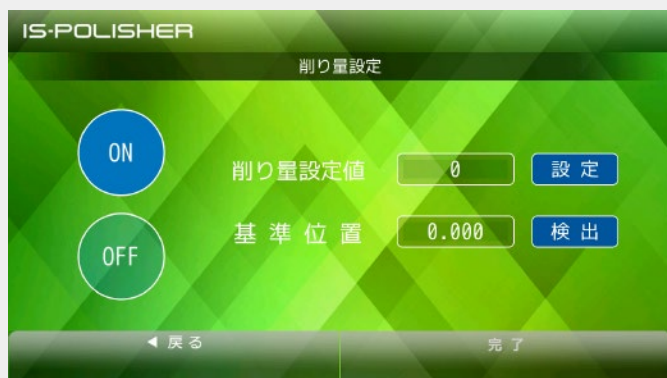 IS-POLISHER
削り量設定
ON
削り量設定値 0 設定
基準位置 0.000 検出
OFF
◀ 戻る 完了